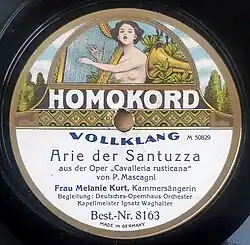 HOMOKORD
VOLLKLANG
M 50829
Arie der Santuzza
aus der Oper „Cavalleria rusticana"
von P. Mascagni
Frau Melanie Kurt, Kammersängerin
Begleitung: Deutsches-Opernhaus-Orchester
Kapellmeister Ignatz Waghalter
Best.-Nr. 8163
MADE IN GERMANY